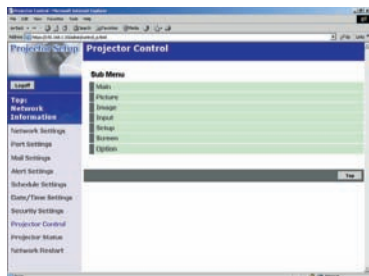 Projector Setup
Projector Control
Logoff
Top:
Network
Information
Network Settings
Port Settings
Mail Settings
Alert Settings
Schedule Settings
Date/Time Settings
Security Settings
Projector Control
Projector Status
Network Restart
Sub Menu
Main
Picture
Image
Input
Setup
Screen
Option
Top